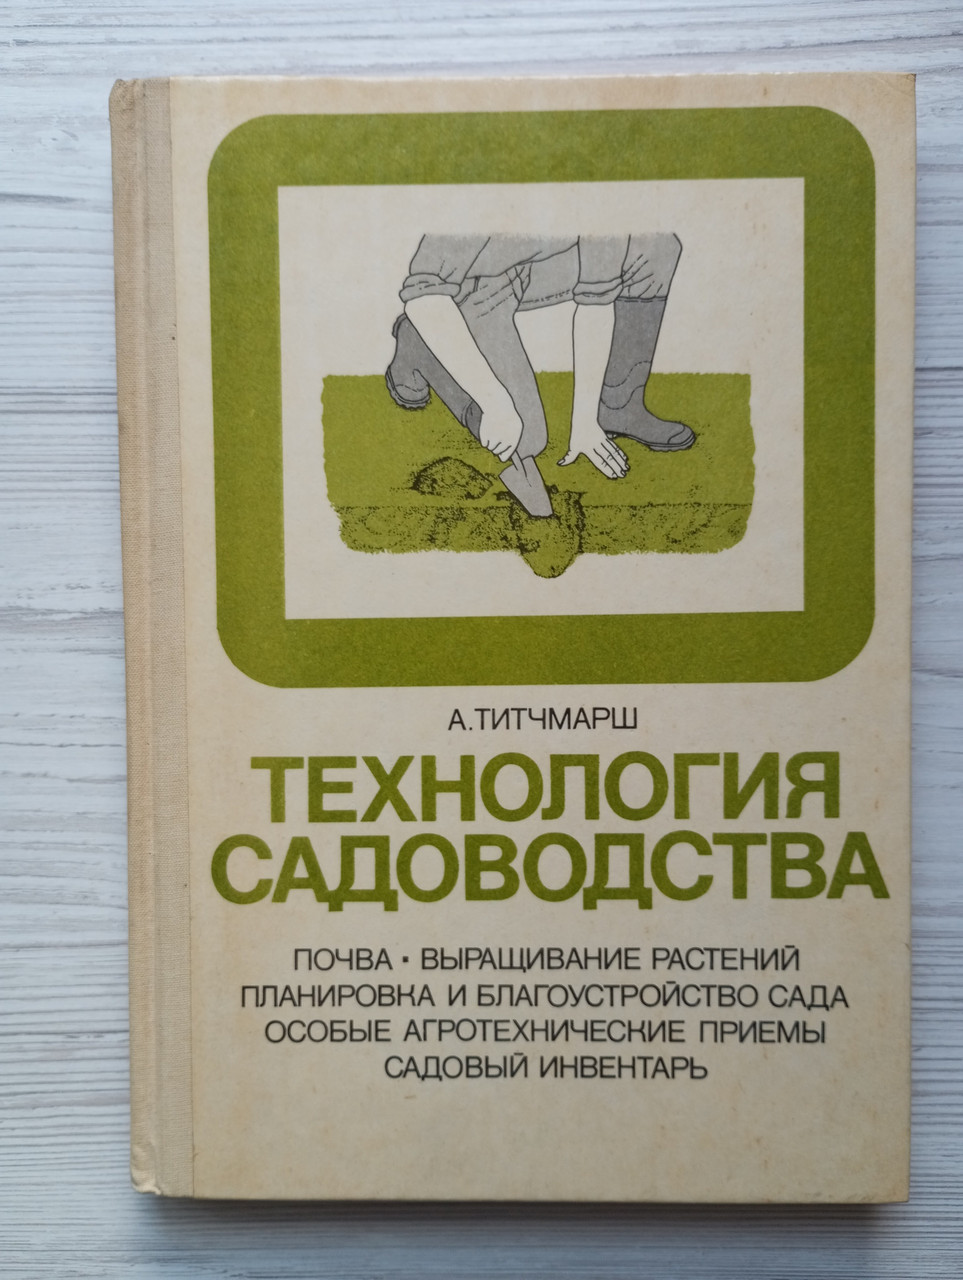 А.ТИТЧМАРШ
ТЕХНОЛОГИЯ
САДОВОДСТВА
ПОЧВА ▪ ВЫРАЩИВАНИЕ РАСТЕНИЙ
ПЛАНИРОВКА И БЛАГОУСТРОЙСТВО САДА
ОСОБЫЕ АГРОТЕХНИЧЕСКИЕ ПРИЕМЫ
САДОВЫЙ ИНВЕНТАРЬ